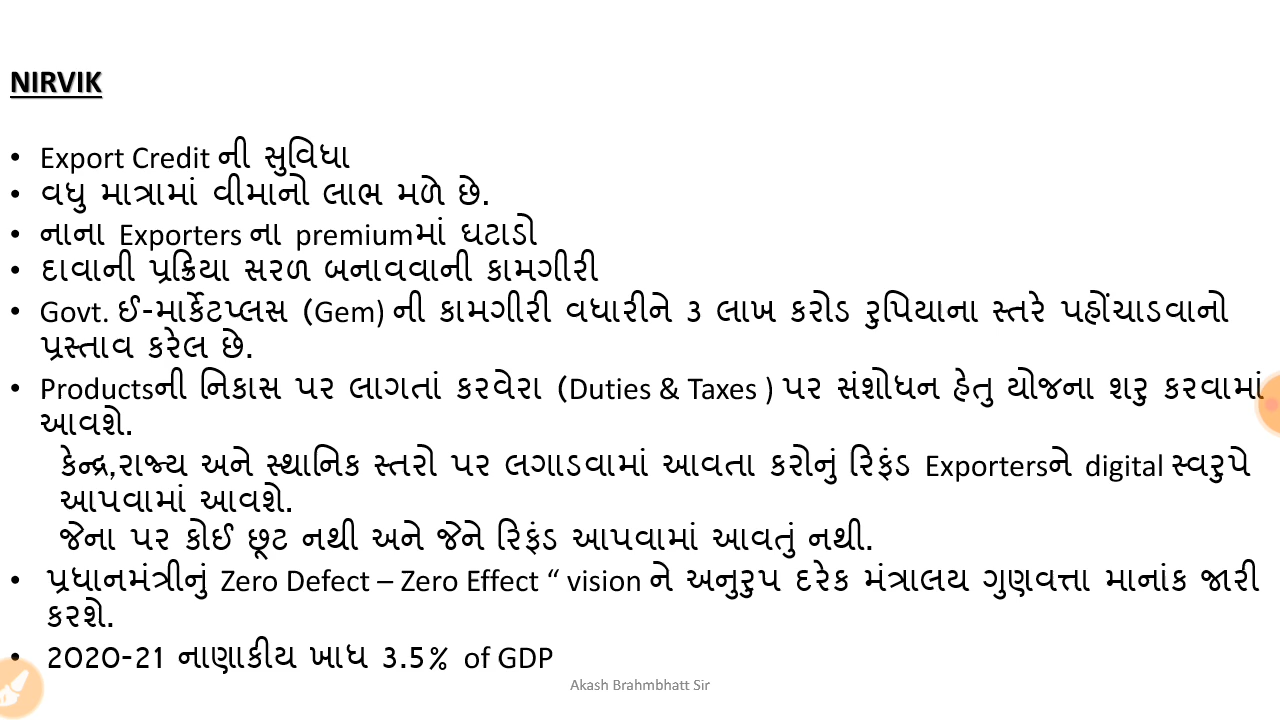 NIRVIK
• Export Credit ની સુવિધા
• વધુ માત્રામાં વીમાનો લાભ મળે છે.
• નાના Exporters ના premiumમાં ઘટાડો
• દાવાની પ્રક્રિયા સરળ બનાવવાની કામગીરી
• Govt. ઈ-માર્કેટપ્લસ (Gem) ની કામગીરી વધારીને ૩ લાખ કરોડ રુપિયાના સ્તરે પહોંચાડવાનો
પ્રસ્તાવ કરેલ છે.
• Productsની નિકાસ પર લાગતાં કરવેરા (Duties & Taxes ) પર સંશોધન હેતુ યોજના શરુ કરવામાં
આવશે.
કેન્દ્ર,રાજ્ય અને સ્થાનિક સ્તરો પર લગાડવામાં આવતા કરોનું રિફંડ Exportersને digital સ્વરુપે
આપવામાં આવશે.
જેના પર કોઈ છૂટ નથી અને જેને રિફંડ આપવામાં આવતું નથી.
• પ્રધાનમંત્રીનું Zero Defect – Zero Effect “ vision ને અનુરુપ દરેક મંત્રાલય ગુણવત્તા માનાંક જારી
કરશે.
• 2020-21 નાણાકીય ખાધ 3.5% of GDP
Akash Brahmbhatt Sir